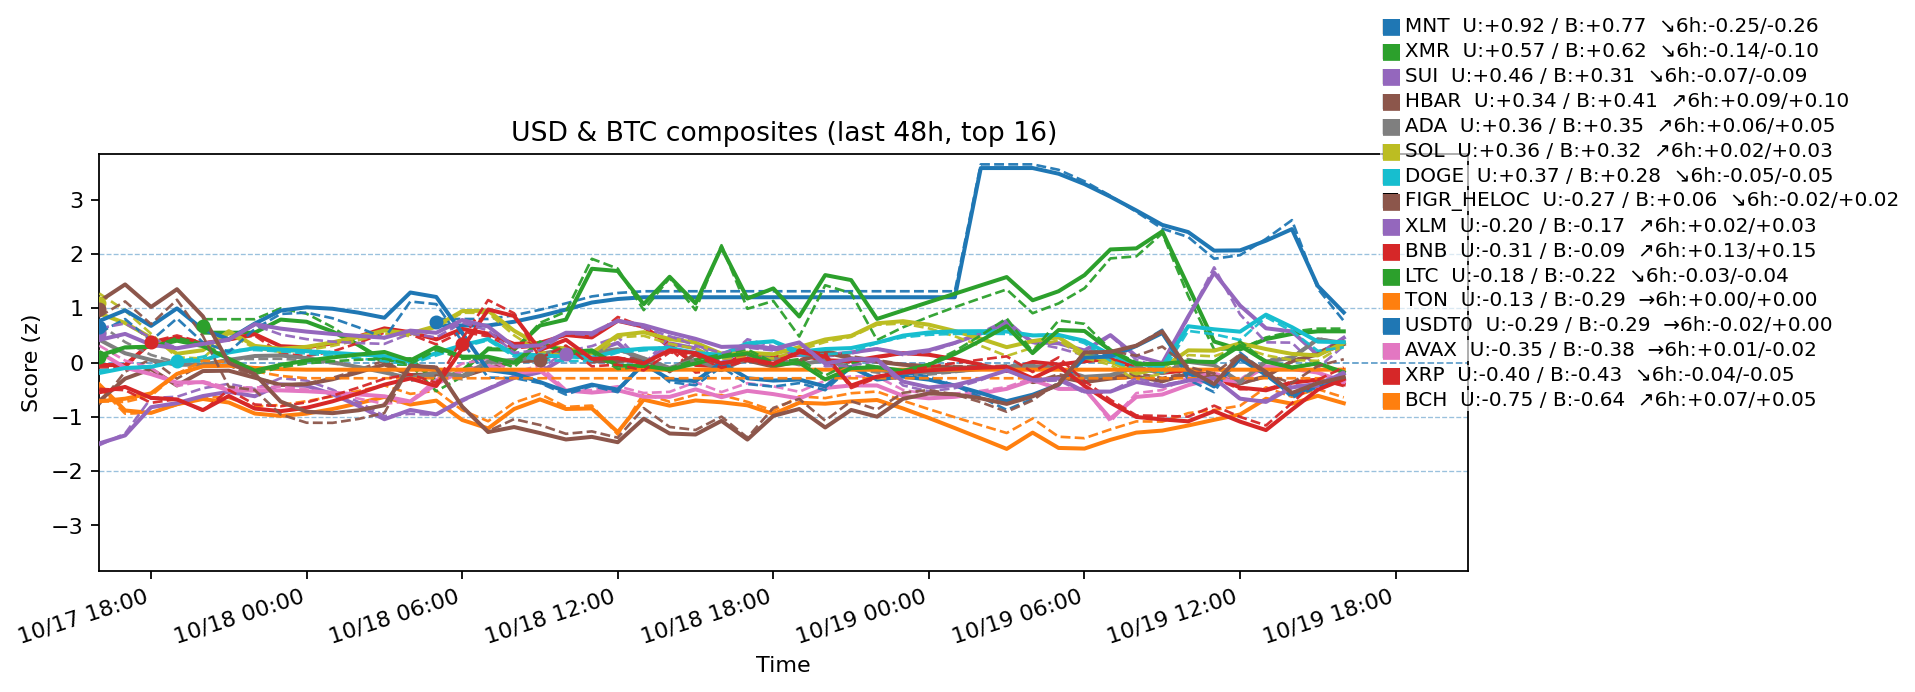 MNT U:+0.92 / B:+0.77 ↘6h:-0.25/-0.26
XMR U:+0.57 / B:+0.62 ↘6h:-0.14/-0.10
SUI U:+0.46 / B:+0.31 ↘6h:-0.07/-0.09
HBAR U:+0.34 / B:+0.41 ↗6h:+0.09/+0.10
ADA U:+0.36 / B:+0.35 ↗6h:+0.06/+0.05
SOL U:+0.36 / B:+0.32 ↗6h:+0.02/+0.03
DOGE U:+0.37 / B:+0.28 ↘6h:-0.05/-0.05
FIGR_HELOC U:-0.27 / B:+0.06 ↘6h:-0.02/+0.02
XLM U:-0.20 / B:-0.17 ↗6h:+0.02/+0.03
BNB U:-0.31 / B:-0.09 ↗6h:+0.13/+0.15
LTC U:-0.18 / B:-0.22 ↘6h:-0.03/-0.04
TON U:-0.13 / B:-0.29 →6h:+0.00/+0.00
USDT0 U:-0.29 / B:-0.29 →6h:-0.02/+0.00
AVAX U:-0.35 / B:-0.38 →6h:+0.01/-0.02
XRP U:-0.40 / B:-0.43 ↘6h:-0.04/-0.05
BCH U:-0.75 / B:-0.64 ↗6h:+0.07/+0.05
USD & BTC composites (last 48h, top 16)
Score (z)
3
2
1
0
−1
−2
−3
10/17 18:00
10/18 00:00
10/18 06:00
10/18 12:00
10/18 18:00
10/19 00:00
10/19 06:00
10/19 12:00
10/19 18:00
Time